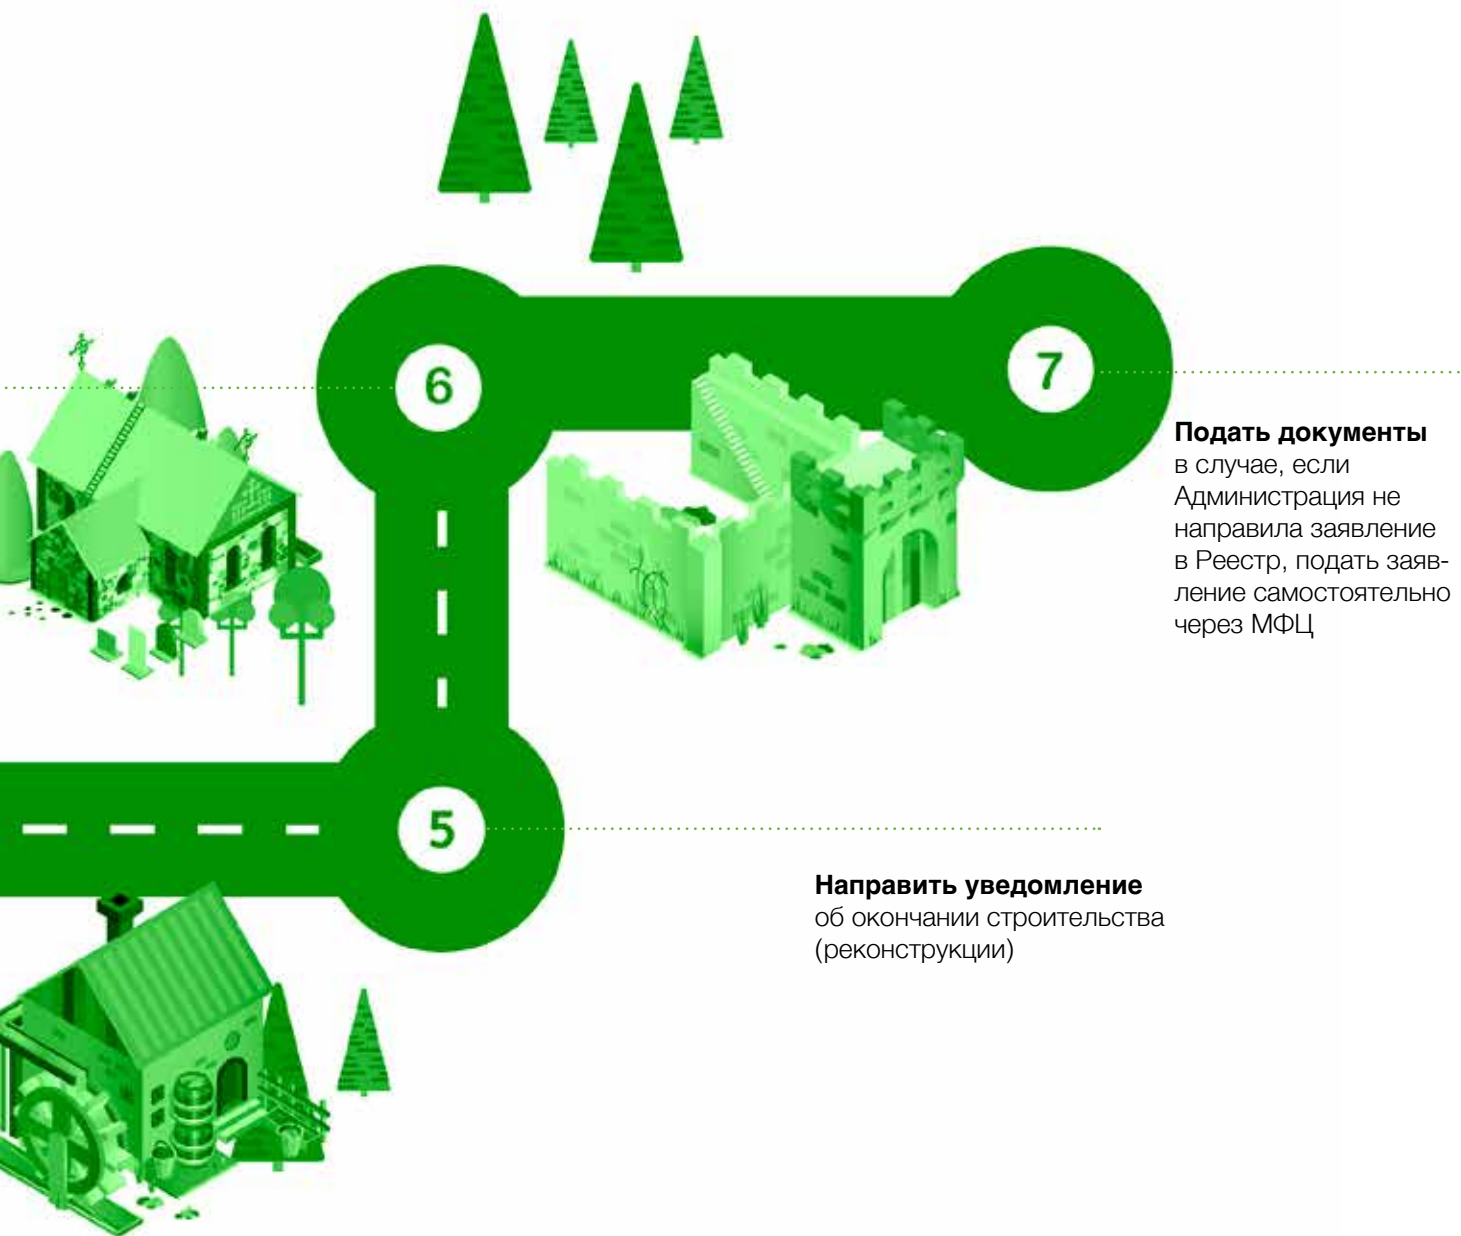 6
7
Подать документы
в случае, если
Администрация не
направила заявление
в Реестр, подать заяв-
ление самостоятельно
через МФЦ
5
Направить уведомление
об окончании строительства
(реконструкции)